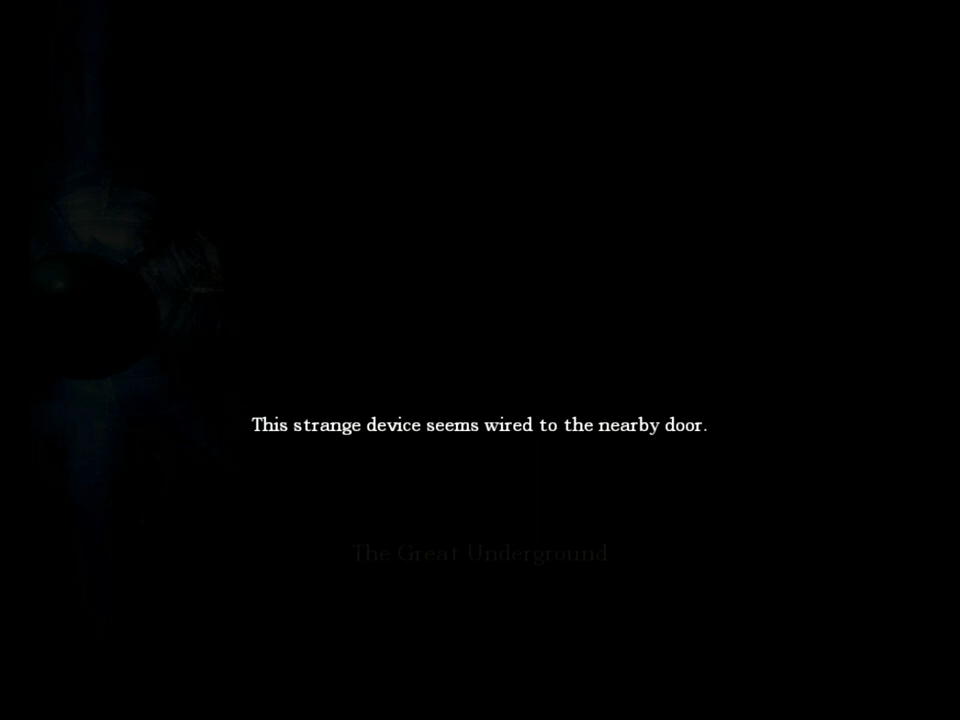 This strange device seems wired to the nearby door.
The Great Underground